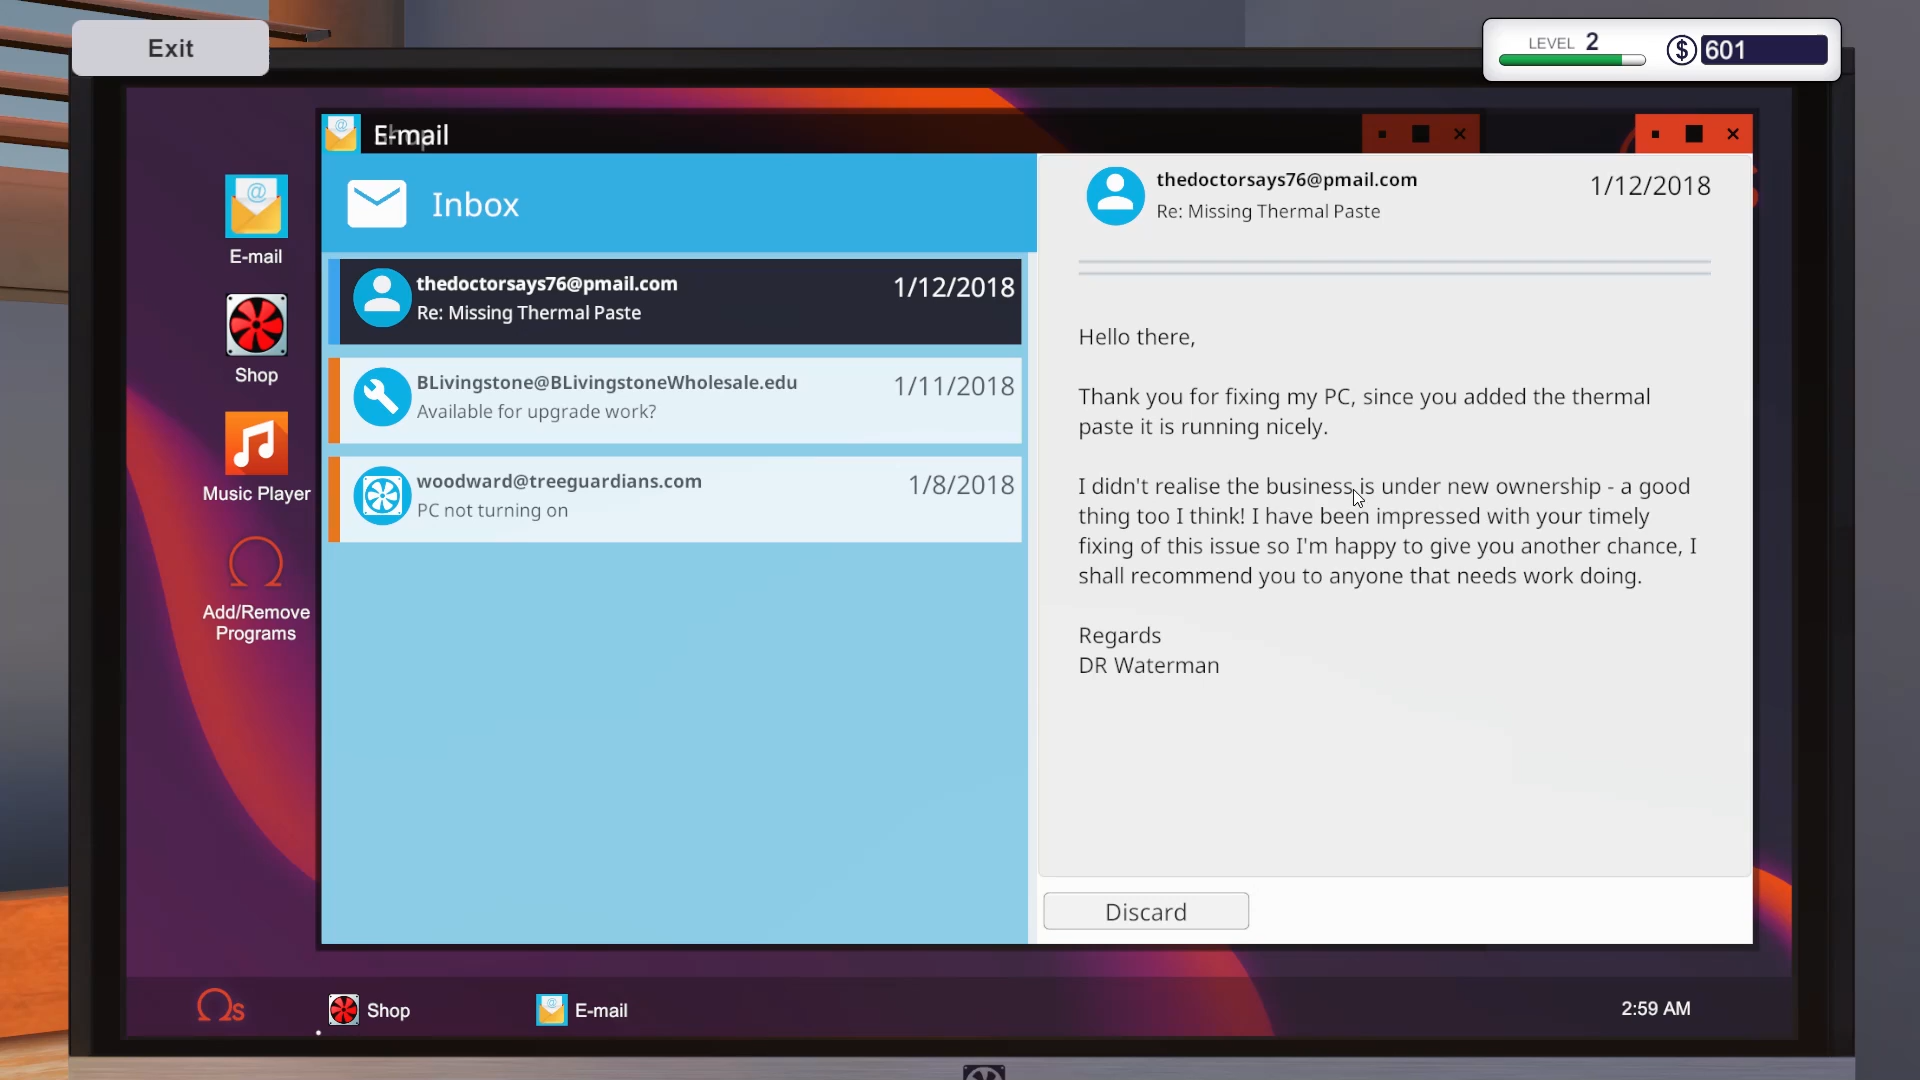 Exit
LEVEL 2
$ 601
E-mail
Inbox
thedoctorsays76@pmail.com
1/12/2018
Re: Missing Thermal Paste
BLivingstone@BLivingstoneWholesale.edu
1/11/2018
Available for upgrade work?
woodward@treeguardians.com
1/8/2018
PC not turning on
thedoctorsays76@pmail.com
1/12/2018
Re: Missing Thermal Paste
Hello there,
Thank you for fixing my PC, since you added the thermal
paste it is running nicely.
I didn't realise the business is under new ownership - a good
thing too I think! I have been impressed with your timely
fixing of this issue so I'm happy to give you another chance, I
shall recommend you to anyone that needs work doing.
Regards
DR Waterman
Discard
E-mail
Shop
Music Player
Add/Remove
Programs
Ωs
Shop
E-mail
2:59 AM